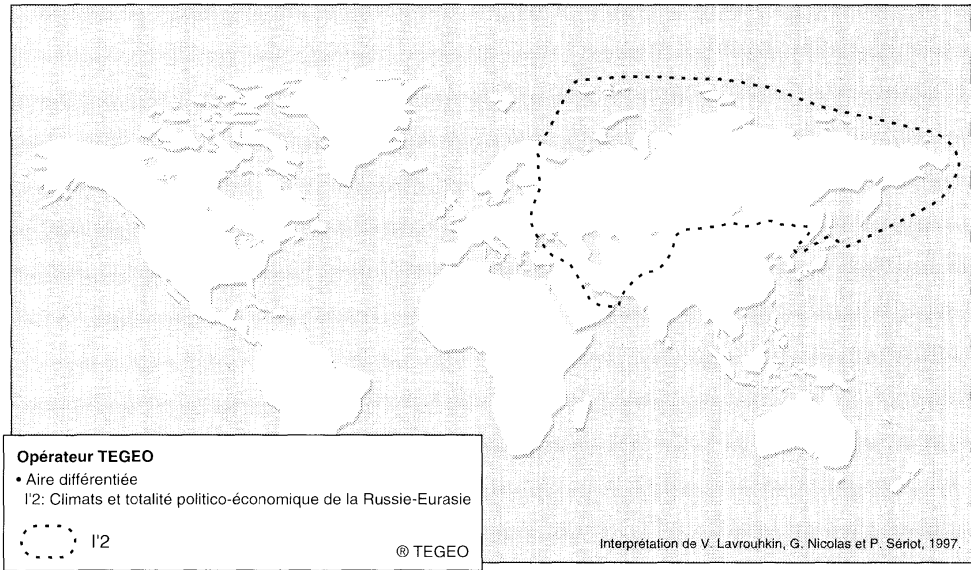 Opérateur TEGEO
• Aire différentiée
l'2: Climats et totalité politico-économique de la Russie-Eurasie
l'2
® TEGEO
Interprétation de V. Lavrouhkin, G. Nicolas et P. Sériot, 1997.